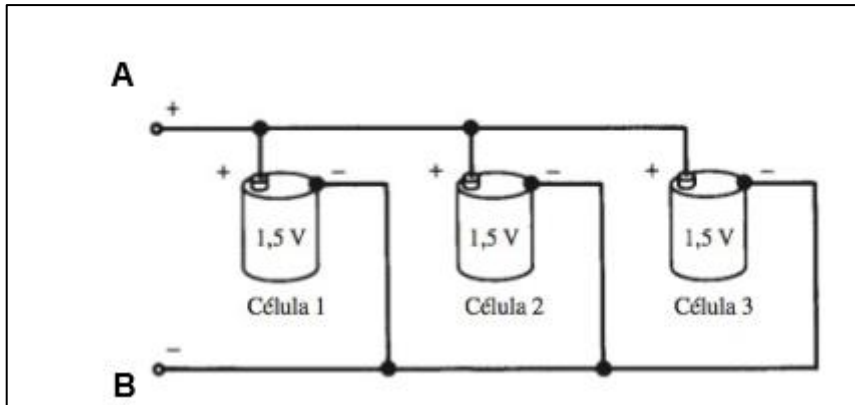 A
+
+ − + − + −
1,5 V 1,5 V 1,5 V
Célula 1 Célula 2 Célula 3
−
B